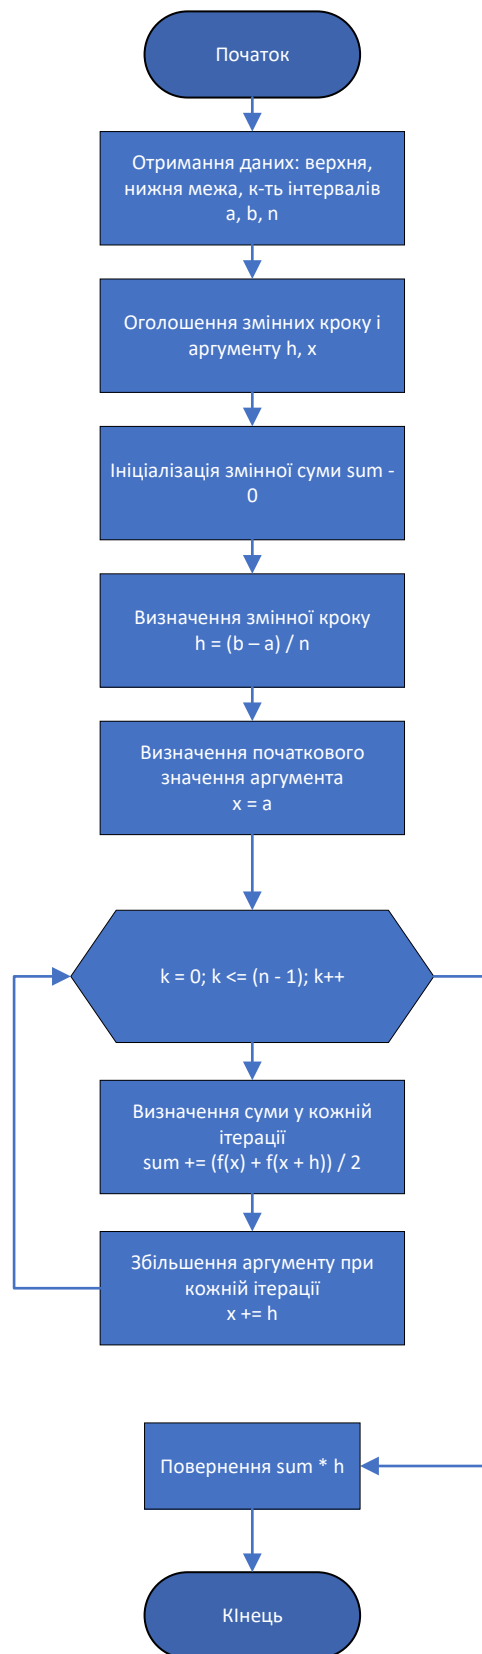 Початок
Отримання даних: верхня,
нижня межа, к-ть інтервалів
a, b, n
Оголошення змінних кроку і
аргументу h, x
Ініціалізація змінної суми sum -
0
Визначення змінної кроку
h = (b – a) / n
Визначення початкового
значення аргумента
x = a
k = 0; k <= (n - 1); k++
Визначення суми у кожній
ітерації
sum += (f(x) + f(x + h)) / 2
Збільшення аргументу при
кожній ітерації
x += h
Повернення sum * h
КІнець